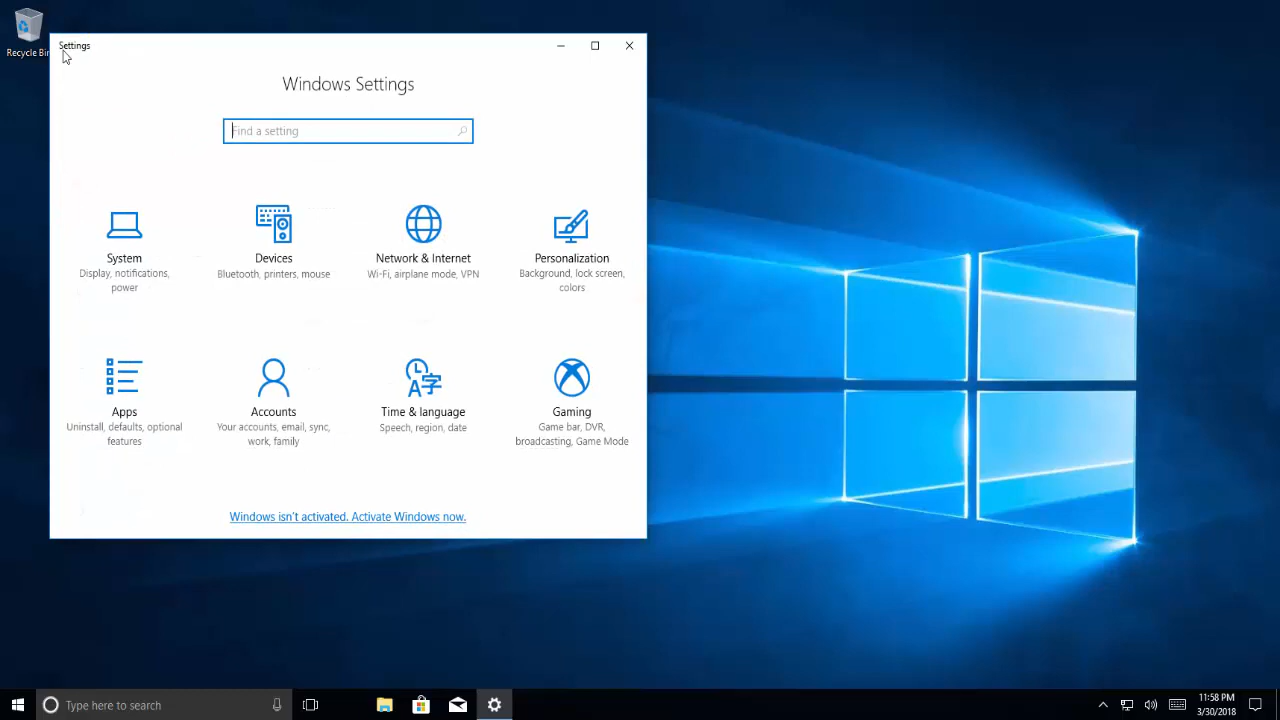 Recycle Bin
Settings
Windows Settings
Find a setting
System
Display, notifications,
power
Devices
Bluetooth, printers, mouse
Network & Internet
Wi-Fi, airplane mode, VPN
Personalization
Background, lock screen,
colors
Apps
Uninstall, defaults, optional
features
Accounts
Your accounts, email, sync,
work, family
Time & language
Speech, region, date
Gaming
Game bar, DVR,
broadcasting, Game Mode
Windows isn't activated. Activate Windows now.
Type here to search
11:58 PM
3/30/2018